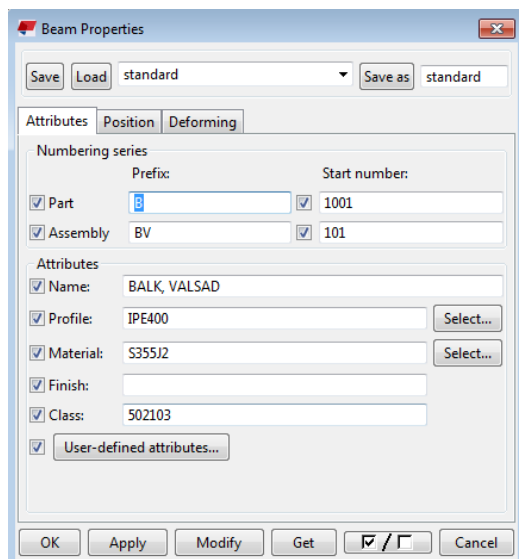 Beam Properties
Save Load standard Save as standard
Attributes Position Deforming
Numbering series
Prefix: Start number:
Part B 1001
Assembly BV 101
Attributes
Name: BALK, VALSAD
Profile: IPE400 Select...
Material: S355J2 Select...
Finish:
Class: 502103
User-defined attributes...
OK Apply Modify Get / Cancel